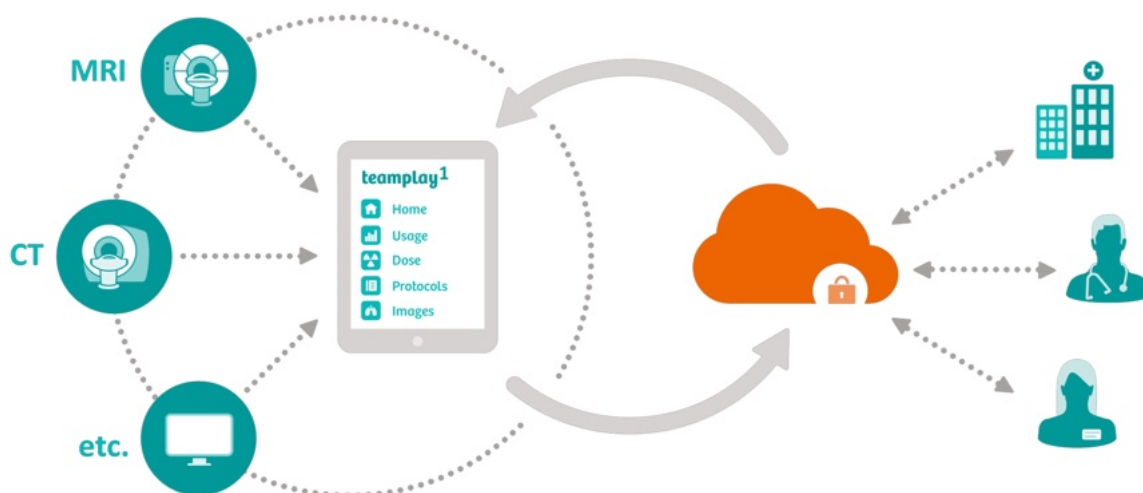 MRI
CT
etc.
teamplay1
Home
Usage
Dose
Protocols
Images